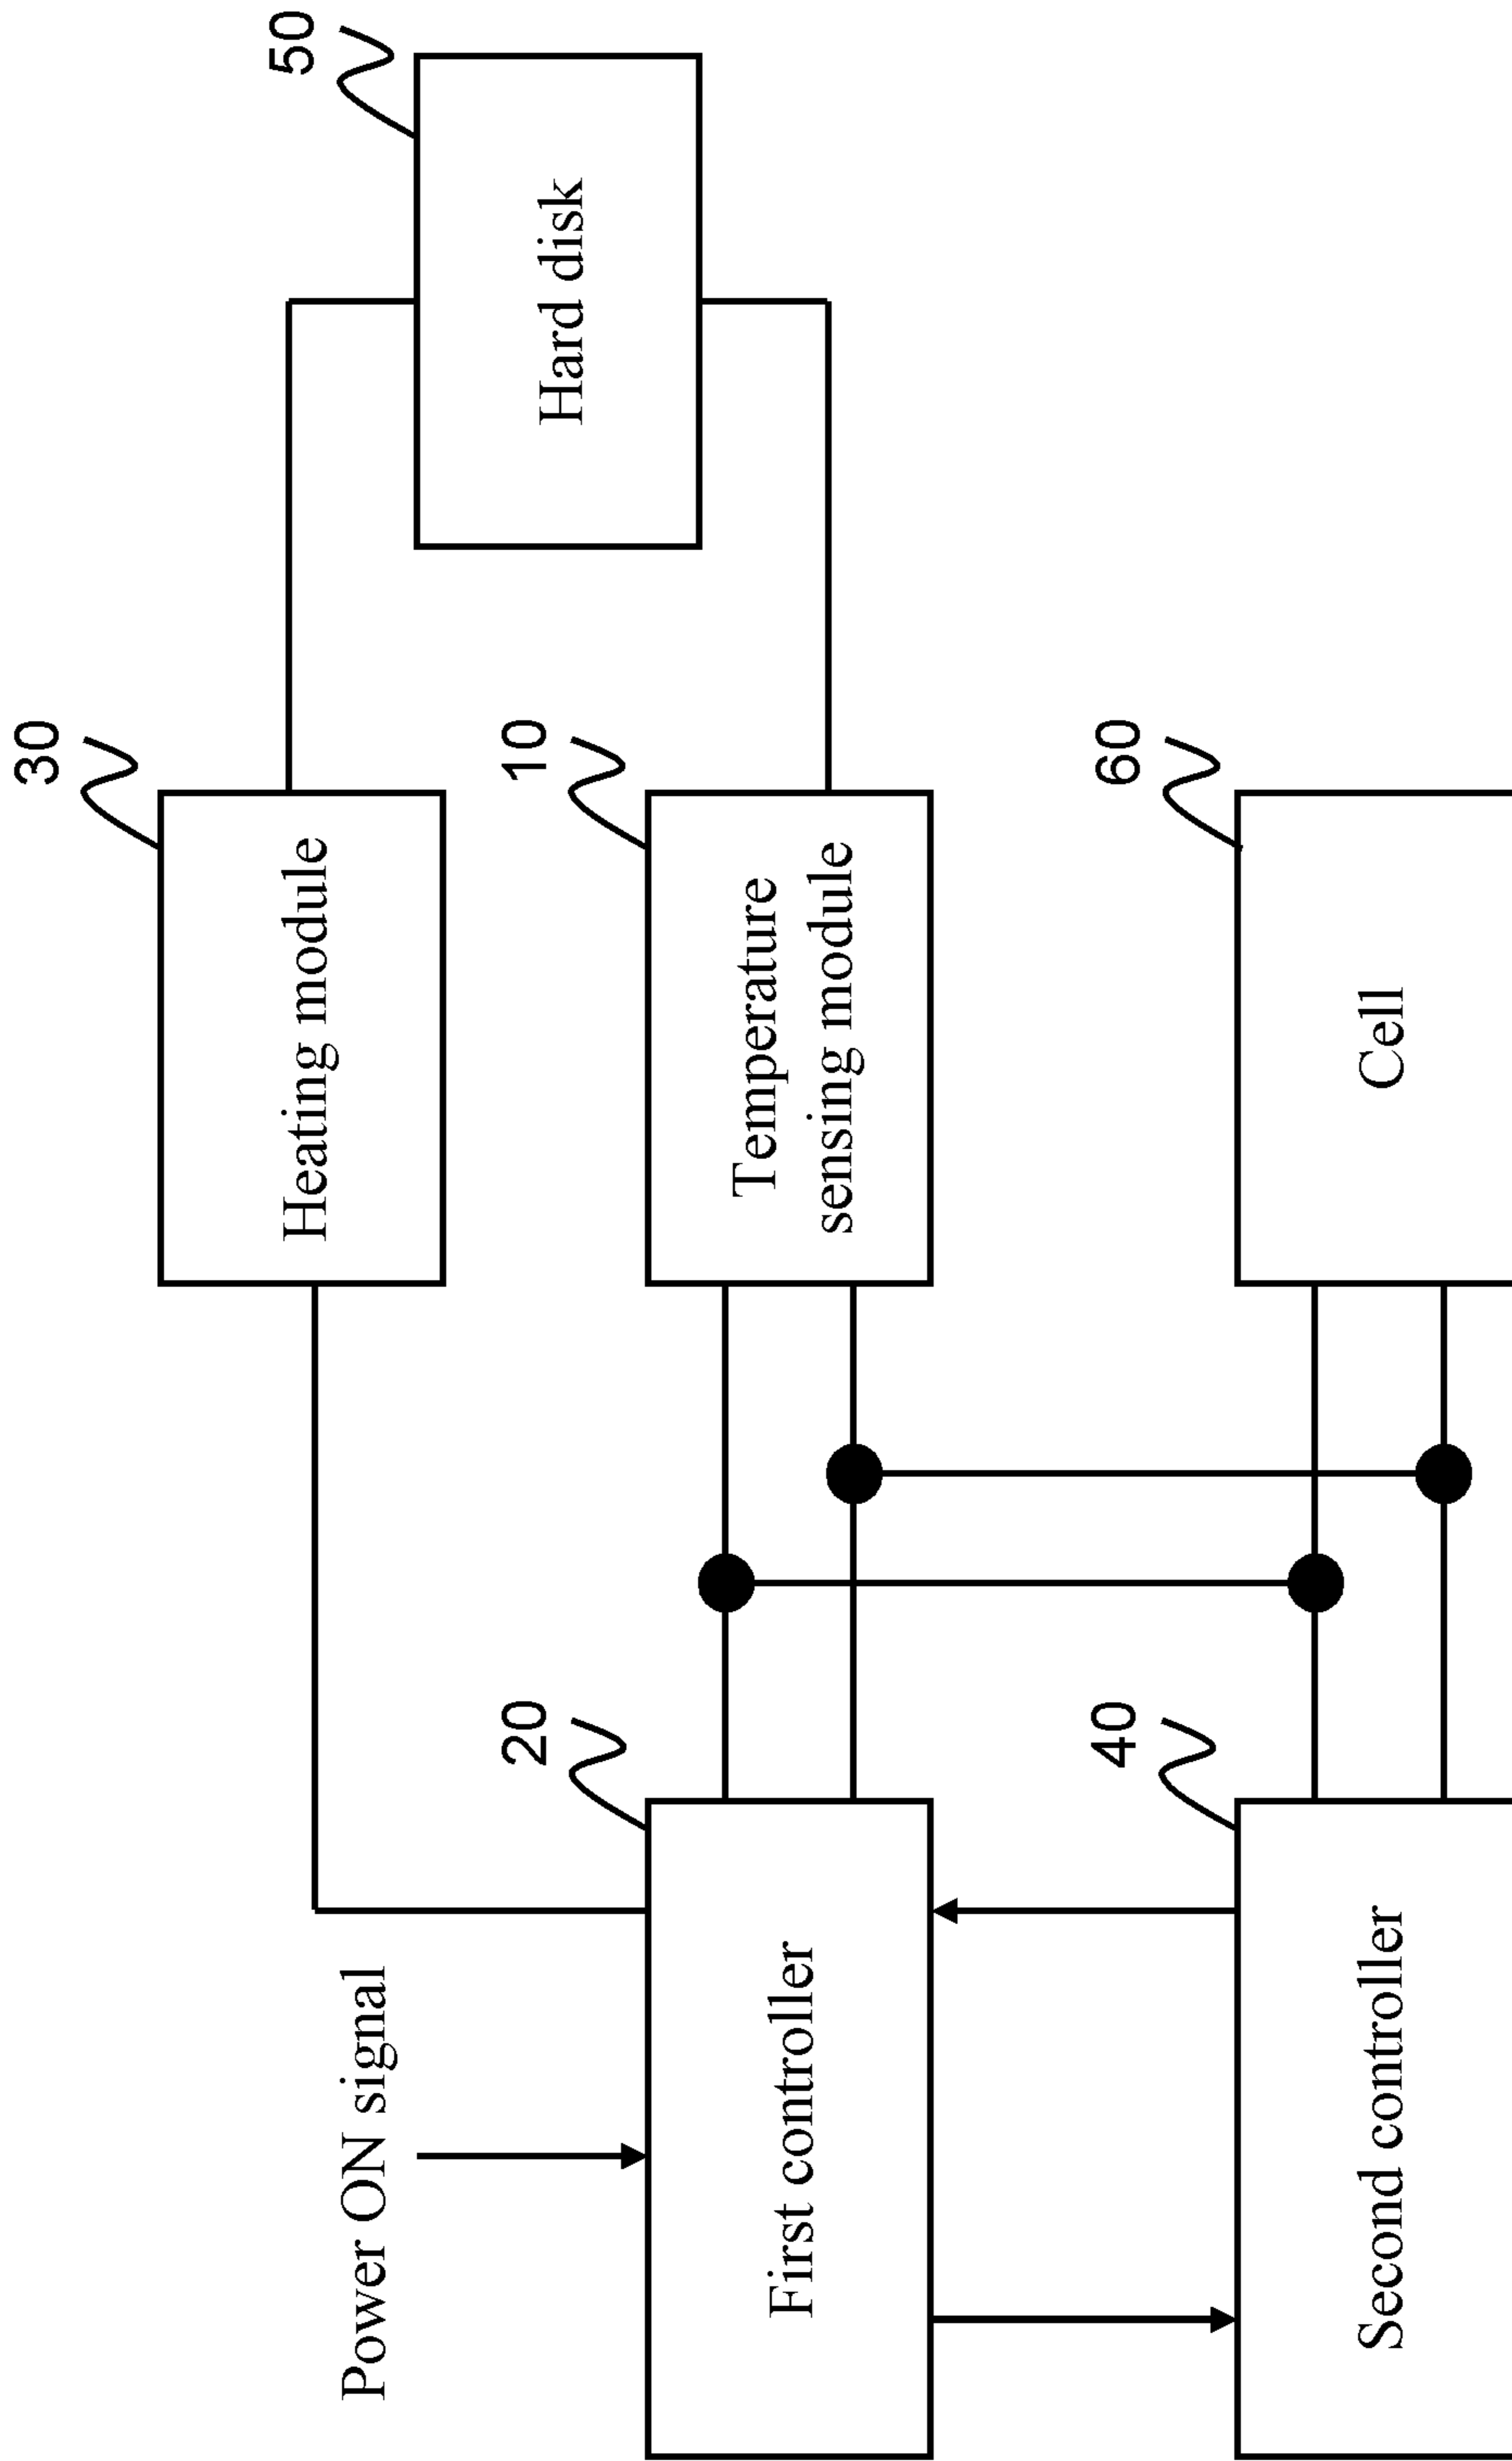 Power ON signal
First controller
20
Second controller
40
Heating module
30
Temperature
sensing module
10
Cell
60
Hard disk
50